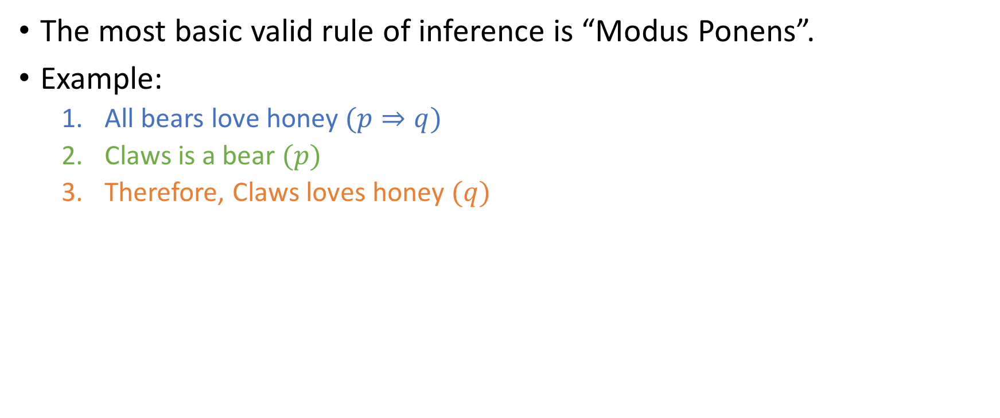 • The most basic valid rule of inference is “Modus Ponens”.
• Example:
1. All bears love honey (𝑝 ⇒ 𝑞)
2. Claws is a bear (𝑝)
3. Therefore, Claws loves honey (𝑞)